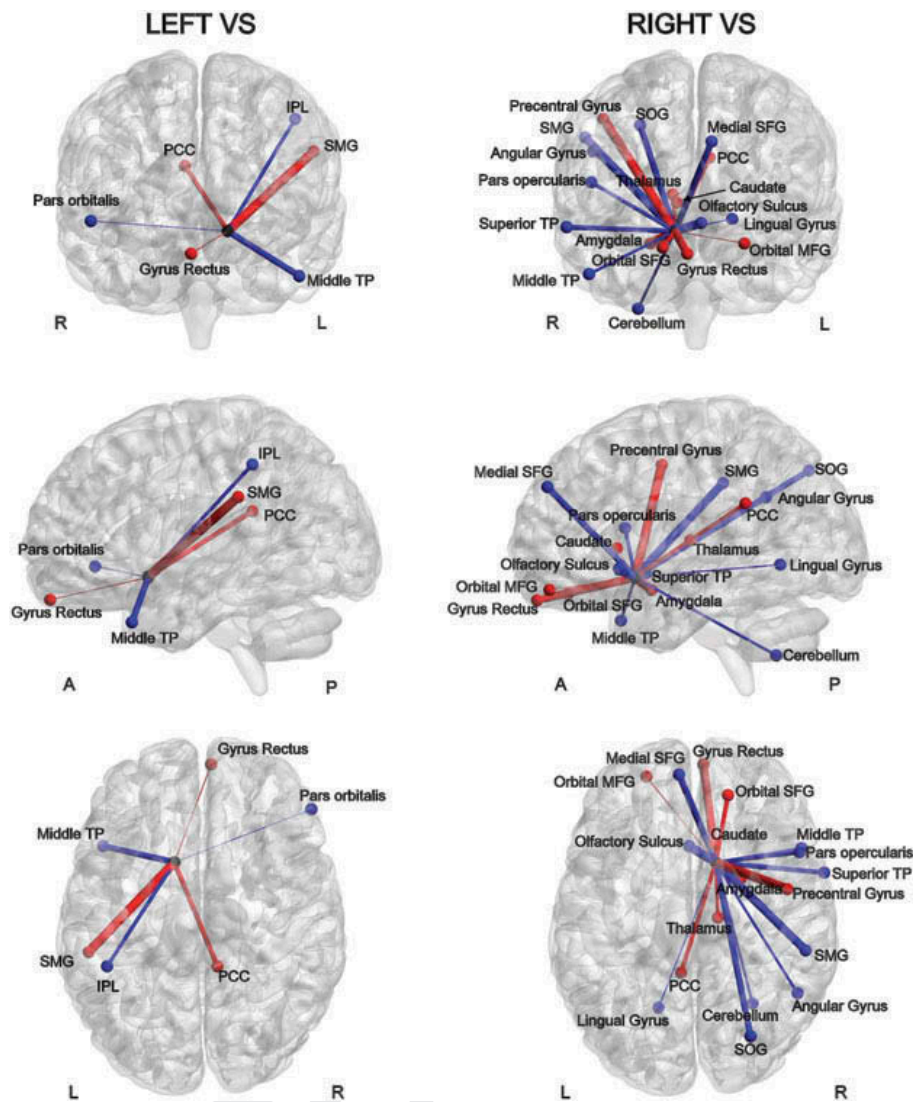 LEFT VS
IPL
SMG
PCC
Pars orbitalis
Gyrus Rectus
Middle TP
R
L
RIGHT VS
Precentral Gyrus
SOG
SMG
Medial SFG
Angular Gyrus
PCC
Pars opercularis
Thalamus
Caudate
Olfactory Sulcus
Superior TP
Lingual Gyrus
Amygdala
Orbital MFG
Orbital SFG
Gyrus Rectus
Middle TP
Cerebellum
R
L
IPL
SMG
PCC
Pars orbitalis
Gyrus Rectus
Middle TP
A
P
Precentral Gyrus
Medial SFG
SMG
SOG
Angular Gyrus
PCC
Pars opercularis
Caudate
Thalamus
Olfactory Sulcus
Superior TP
Lingual Gyrus
Orbital MFG
Gyrus Rectus
Orbital SFG
Amygdala
Middle TP
Cerebellum
A
P
Gyrus Rectus
Pars orbitalis
Middle TP
SMG
IPL
PCC
L
R
Medial SFG
Gyrus Rectus
Orbital MFG
Orbital SFG
Caudate
Olfactory Sulcus
Middle TP
Pars opercularis
Superior TP
Amygdala
Precentral Gyrus
Thalamus
SMG
PCC
Angular Gyrus
Lingual Gyrus
Cerebellum
SOG
L
R